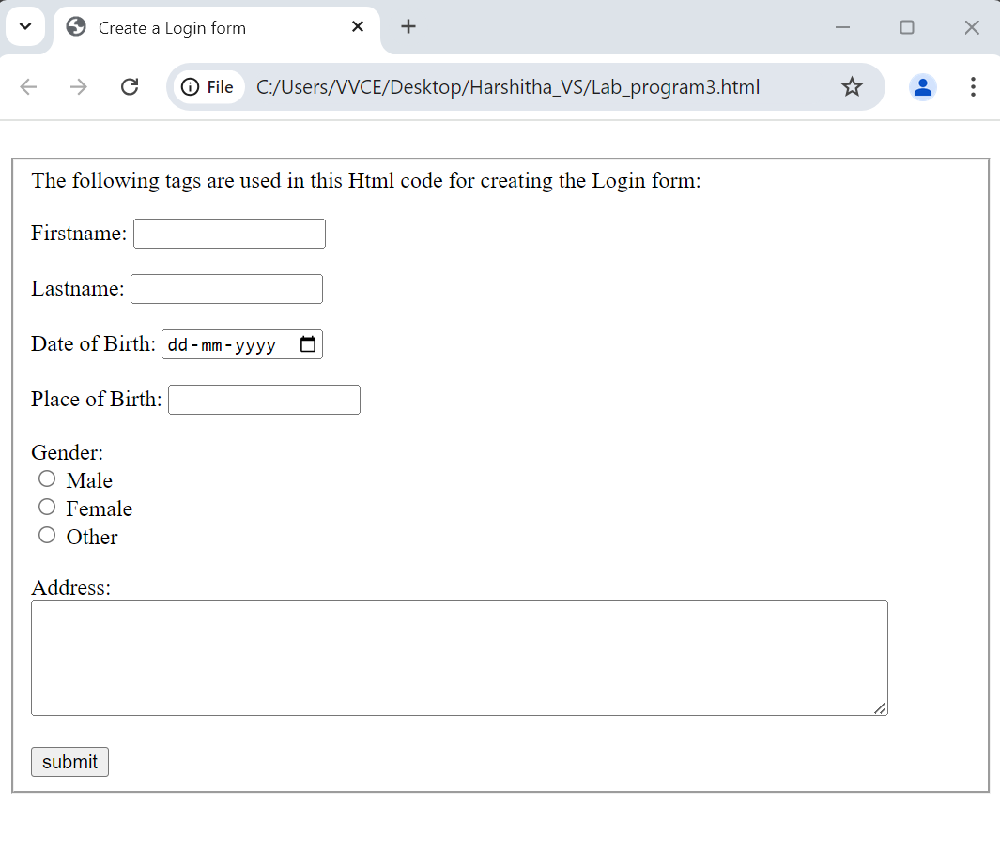 Create a Login form
File C:/Users/VVCE/Desktop/Harshitha_VS/Lab_program3.html
The following tags are used in this Html code for creating the Login form:
Firstname:
Lastname:
Date of Birth: dd-mm-yyyy
Place of Birth:
Gender:
Male
Female
Other
Address:
submit